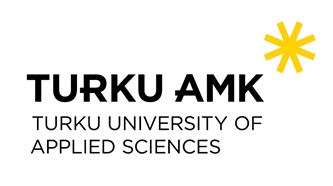 TURKU AMK
TURKU UNIVERSITY OF
APPLIED SCIENCES